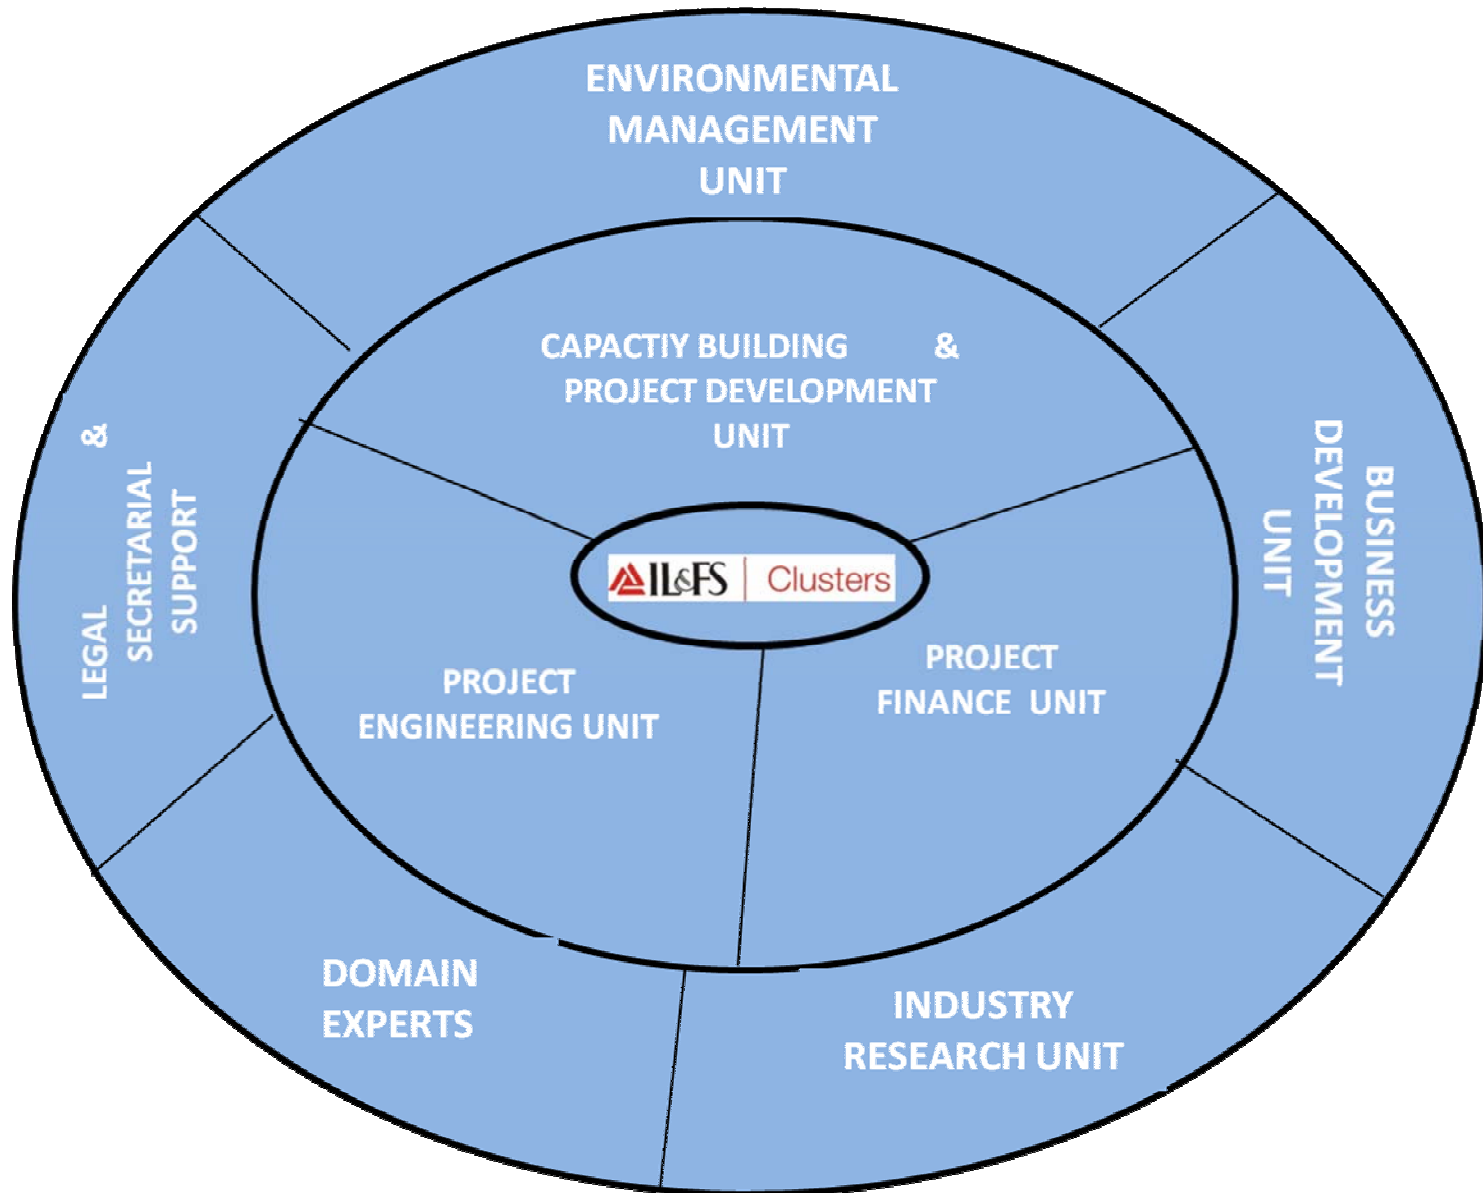 ENVIRONMENTAL
MANAGEMENT
UNIT
CAPACTIY BUILDING &
PROJECT DEVELOPMENT
UNIT
LEGAL &
SECRETARIAL
SUPPORT
BUSINESS
DEVELOPMENT
UNIT
IL&FS | Clusters
PROJECT
ENGINEERING UNIT
PROJECT
FINANCE UNIT
DOMAIN
EXPERTS
INDUSTRY
RESEARCH UNIT